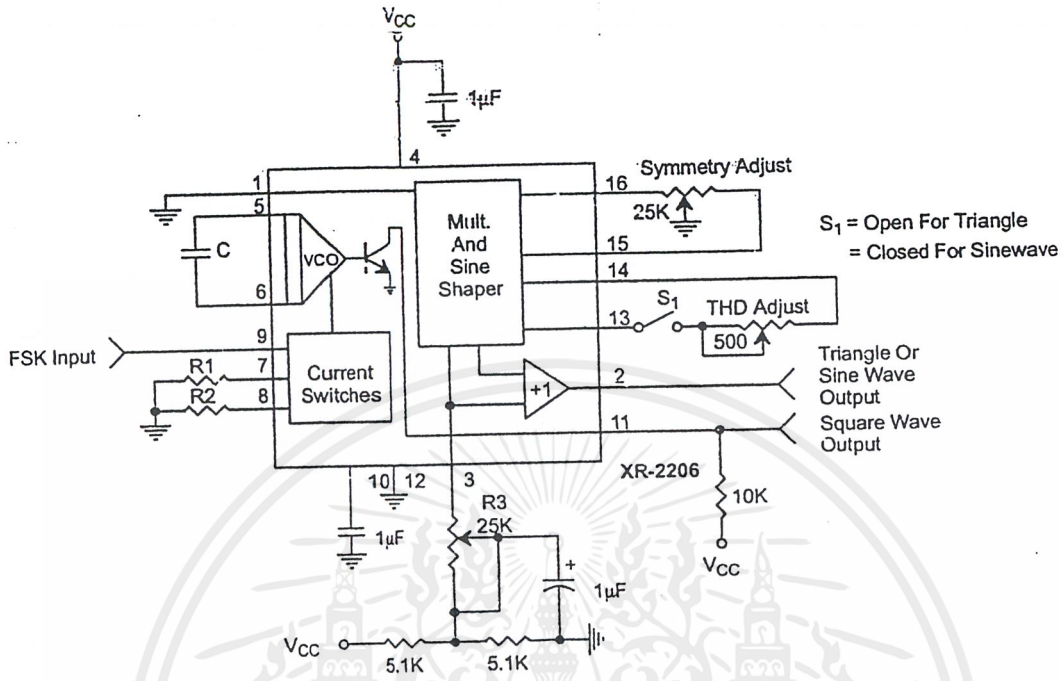 VCC
1µF
4
1
5
C
6
VCO
9
FSK Input
R1
7
R2
8
Current
Switches
Mult.
And
Sine
Shaper
+1
16
Symmetry Adjust
25K
15
14
13
S1
THD Adjust
500
S1 = Open For Triangle
= Closed For Sinewave
2
Triangle Or
Sine Wave
Output
11
Square Wave
Output
XR-2206
10K
VCC
10
12
3
1µF
R3
25K
+
1µF
VCC
5.1K
5.1K